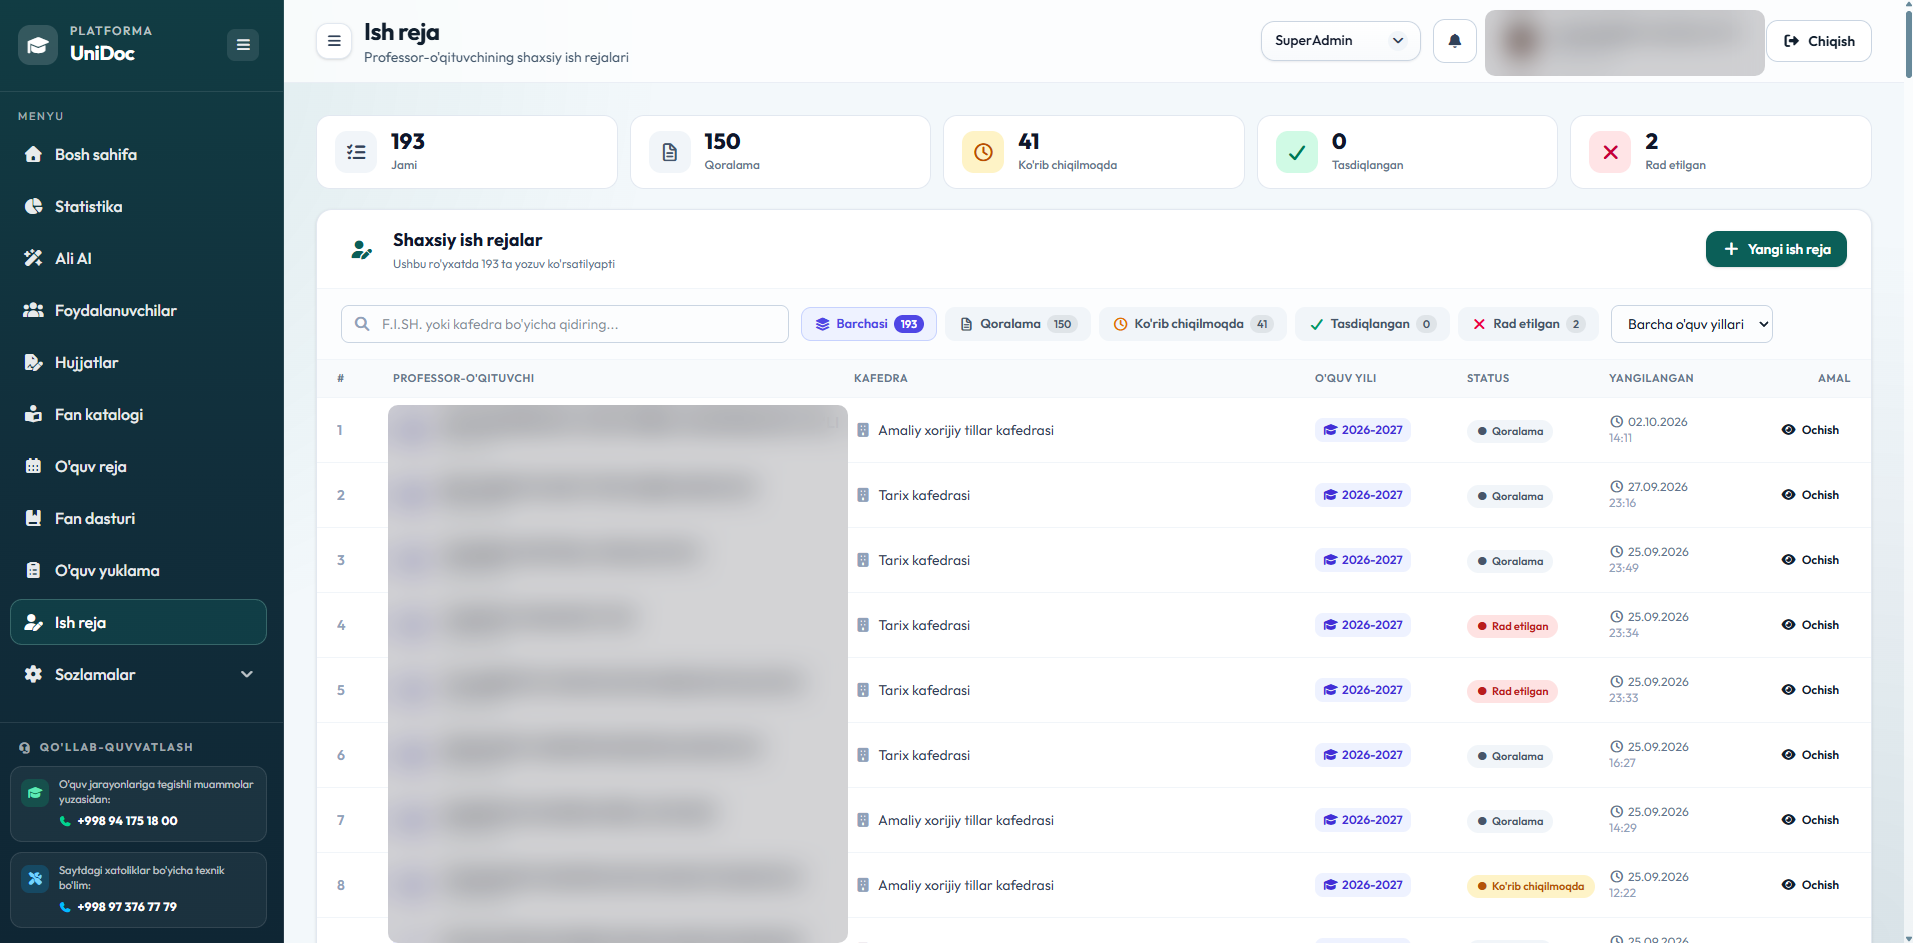 PLATFORMA
UniDoc
MENYU
Bosh sahifa
Statistika
Ali AI
Foydalanuvchilar
Hujjatlar
Fan katalogi
O'quv reja
Fan dasturi
O'quv yuklama
Ish reja
Sozlamalar
QO'LLAB-QUVVATLASH
O'quv jarayonlariga tegishli muammolar
yuzasidan:
+998 94 175 18 00
Saytdagi xatoliklar bo'yicha texnik
bo'lim:
+998 97 376 77 79
Ish reja
Professor-o'qituvchining shaxsiy ish rejalari
SuperAdmin
Chiqish
193
Jami
150
Qoralama
41
Ko'rib chiqilmoqda
0
Tasdiqlangan
2
Rad etilgan
Shaxsiy ish rejalar
Ushbu ro'yxatda 193 ta yozuv ko'rsatilyapti
Yangi ish reja
F.I.SH. yoki kafedra bo'yicha qidiring...
Barchasi 193
Qoralama 150
Ko'rib chiqilmoqda 41
Tasdiqlangan 0
Rad etilgan 2
Barcha o'quv yillari
# PROFESSOR-O'QITUVCHI KAFEDRA O'QUV YILI STATUS YANGILANGAN AMAL
1 Amaliy xorijiy tillar kafedrasi 2026-2027 Qoralama 02.10.2026 Ochish
14:11
2 Tarix kafedrasi 2026-2027 Qoralama 27.09.2026 Ochish
23:16
3 Tarix kafedrasi 2026-2027 Qoralama 25.09.2026 Ochish
23:49
4 Tarix kafedrasi 2026-2027 Rad etilgan 25.09.2026 Ochish
23:34
5 Tarix kafedrasi 2026-2027 Rad etilgan 25.09.2026 Ochish
23:33
6 Tarix kafedrasi 2026-2027 Qoralama 25.09.2026 Ochish
16:27
7 Amaliy xorijiy tillar kafedrasi 2026-2027 Qoralama 25.09.2026 Ochish
14:29
8 Amaliy xorijiy tillar kafedrasi 2026-2027 Ko'rib chiqilmoqda 25.09.2026 Ochish
12:22
25.09.2026